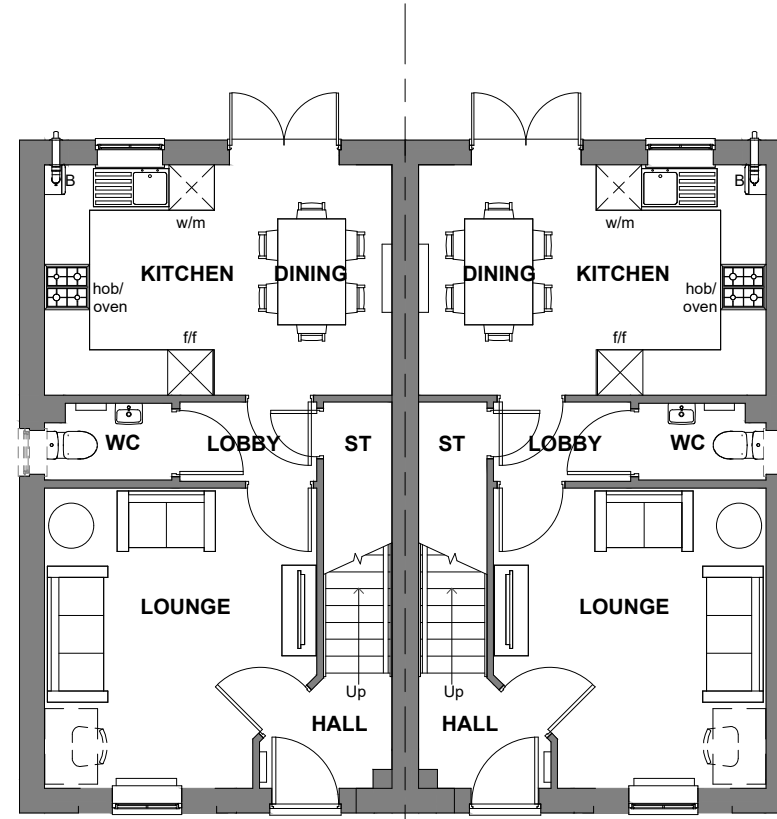 B
B
w/m
w/m
KITCHEN DINING
DINING KITCHEN
hob/
oven
hob/
oven
f/f
f/f
WC LOBBY ST
ST LOBBY WC
LOUNGE
LOUNGE
Up
Up
HALL
HALL